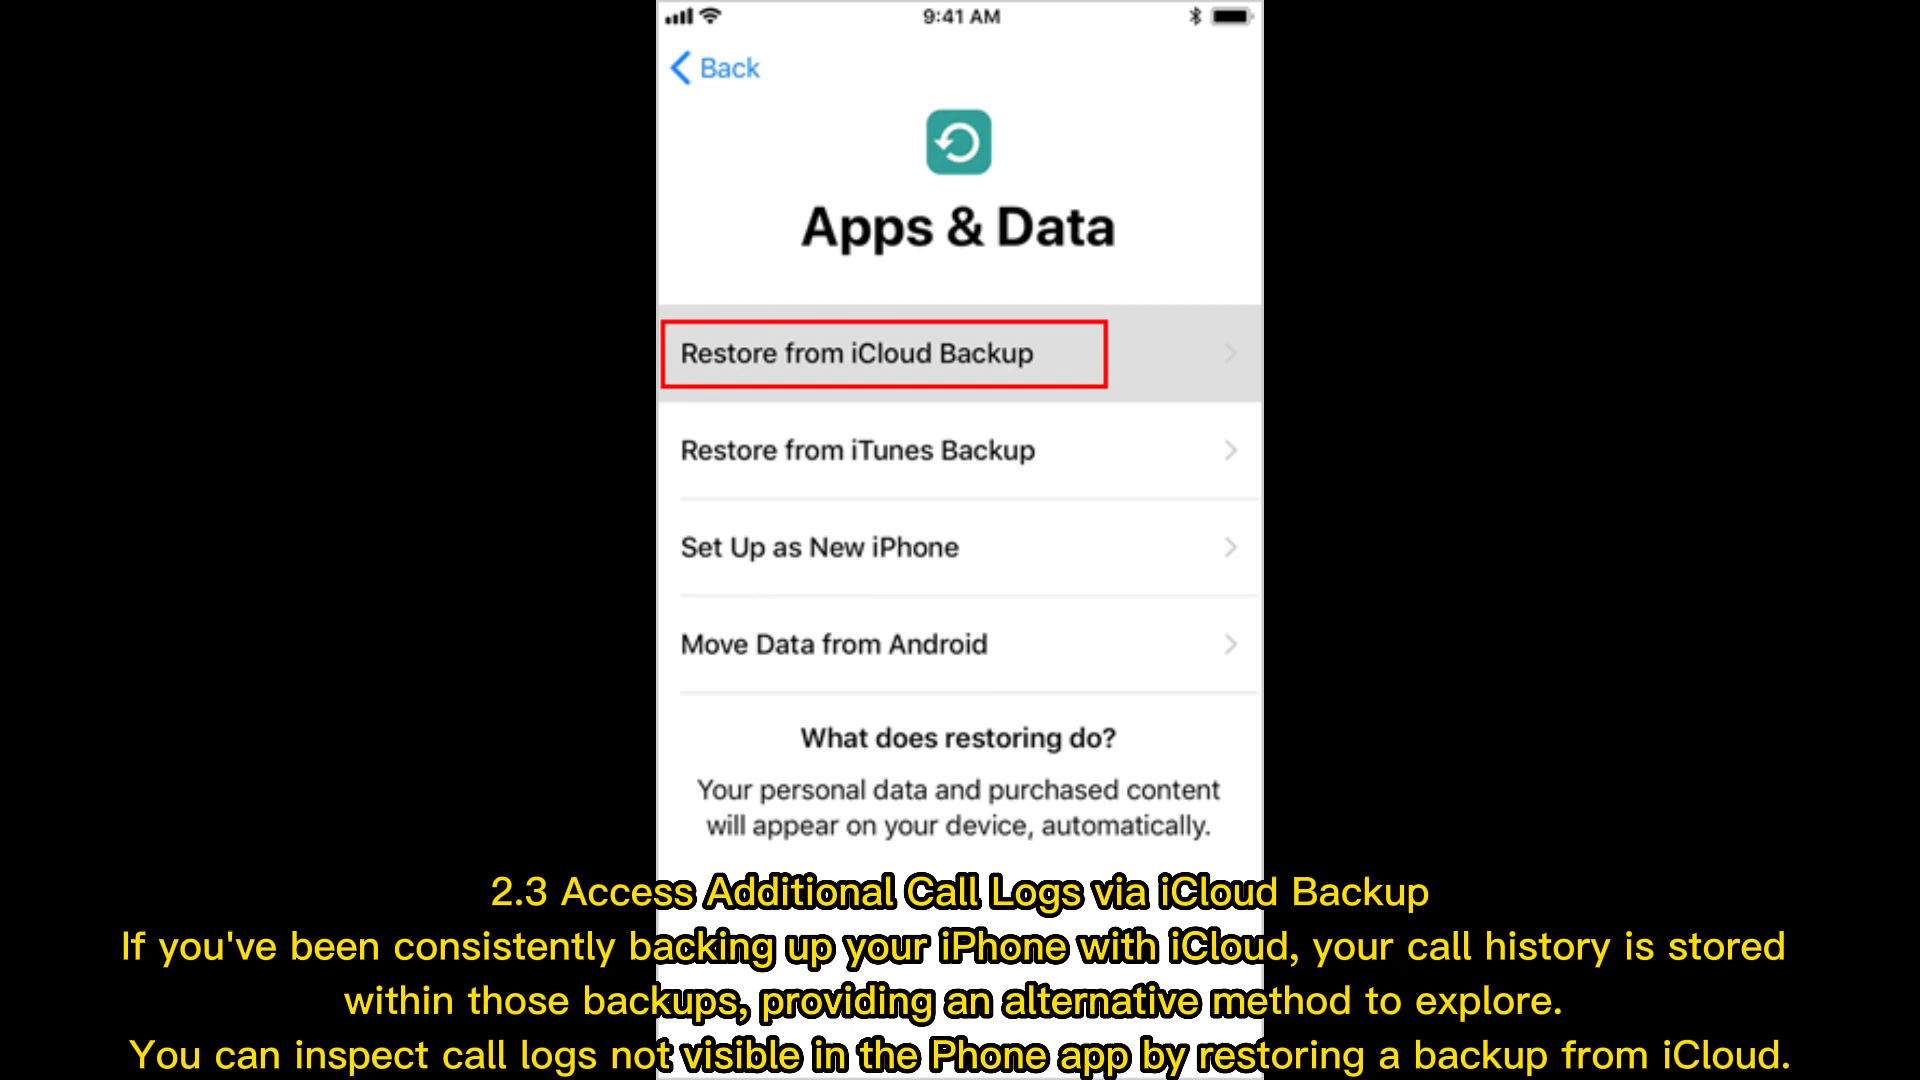 9:41 AM
Back
Apps & Data
Restore from iCloud Backup
Restore from iTunes Backup
Set Up as New iPhone
Move Data from Android
What does restoring do?
Your personal data and purchased content
will appear on your device, automatically.
2.3 Access Additional Call Logs via iCloud Backup
If you've been consistently backing up your iPhone with iCloud, your call history is stored
within those backups, providing an alternative method to explore.
You can inspect call logs not visible in the Phone app by restoring a backup from iCloud.